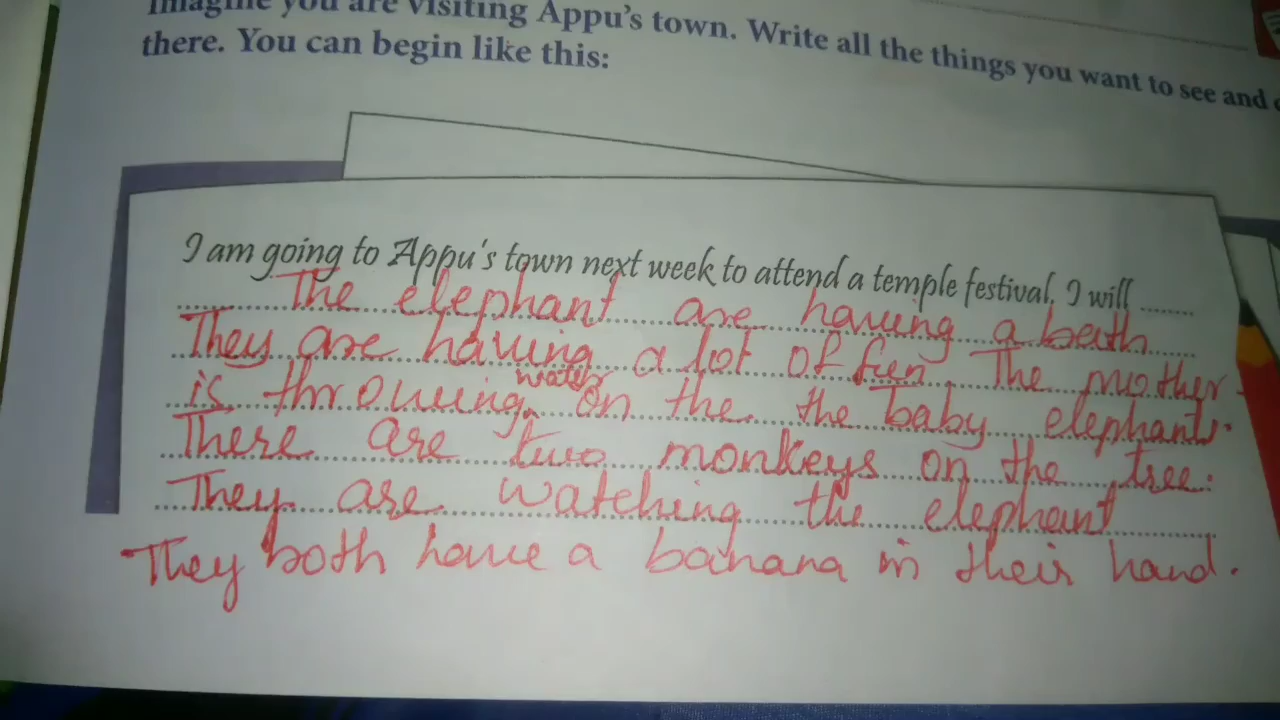 Imagine you are visiting Appu's town. Write all the things you want to see and
there. You can begin like this:
I am going to Appu's town next week to attend a temple festival. I will ......
The elephant are having a bath
They are having a lot of fun. The mother
is throwing water on the the baby elephant.
There are two monkeys on the tree.
They are watching the elephant
They both have a banana in their hand.